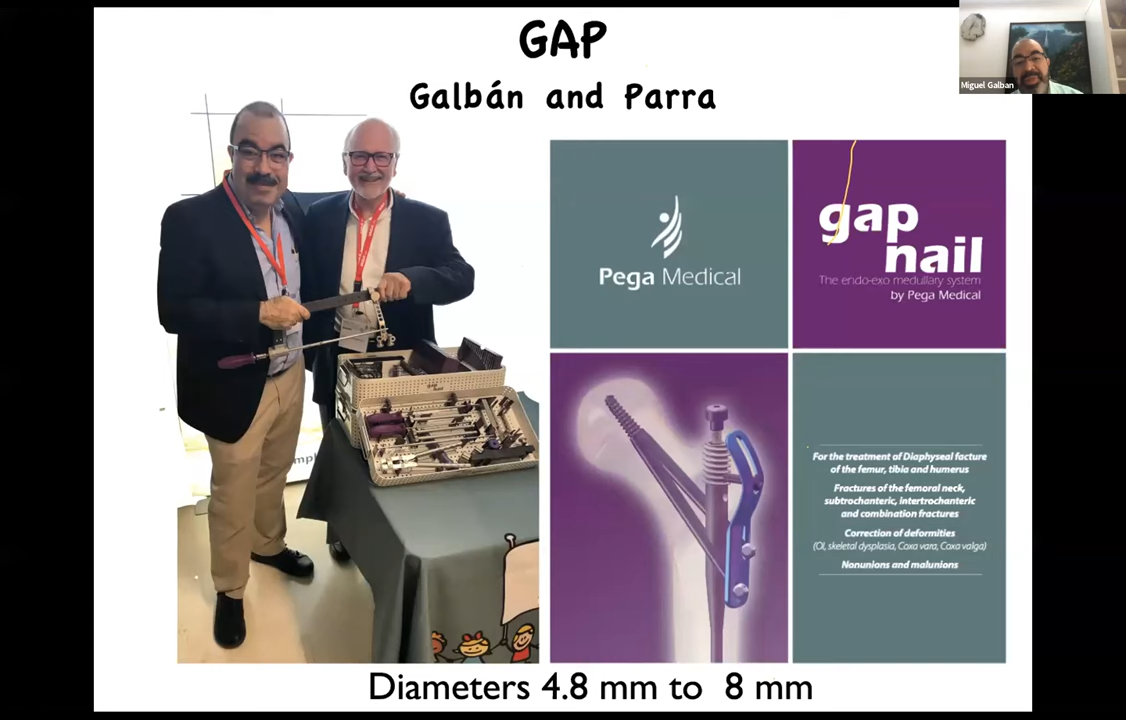 GAP
Galbán and Parra
Miguel Galban
Pega Medical
gap
nail
The endo-exo medullary system
by Pega Medical
gap
nail
For the treatment of Diaphyseal facture
of the femur, tibia and humerus
Fractures of the femoral neck,
subtrochanteric, intertrochanteric
and combination fractures
Correction of deformities
(OI, skeletal dysplasia, Coxa vara, Coxa valga)
Nonunions and malunions
Diameters 4.8 mm to 8 mm